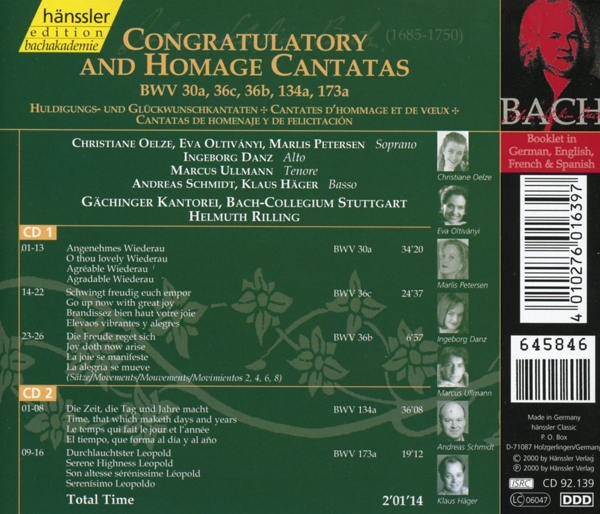 hänssler
edition
bachakademie
(1685-1750)
CONGRATULATORY
AND HOMAGE CANTATAS
BWV 30a, 36c, 36b, 134a, 173a
HULDIGUNGS- UND GLÜCKWUNSCHKANTATEN + CANTATES D'HOMMAGE ET DE VŒUX +
CANTATAS DE HOMENAJE Y DE FELICITACIÓN
CHRISTIANE OELZE, EVA OLTIVÁNYI, MARLIS PETERSEN Soprano
INGEBORG DANZ Alto
MARCUS ULLMANN Tenore
ANDREAS SCHMIDT, KLAUS HÄGER Basso
GÄCHINGER KANTOREI, BACH-COLLEGIUM STUTTGART
HELMUTH RILLING
CD 1
01-13 Angenehmes Wiederau BWV 30a 34'20
O thou lovely Wiederau
Agréable Wiederau
Agradable Wiederau
14-22 Schwingt freudig euch empor BWV 36c 24'37
Go up now with great joy
Brandissez bien haut votre joie
Elevaos vibrantes y alegres
23-26 Die Freude reget sich BWV 36b 6'57
Joy doth now arise
La joie se manifeste
La alegria se mueve
(Sätze/Movements/Mouvements/Movimientos 2, 4, 6, 8)
CD 2
01-08 Die Zeit, die Tag und Jahre macht BWV 134a 36'08
Time, that which maketh days and years
Le temps qui fait le jour et l'année
El tiempo, que forma al día y al año
09-16 Durchlauchtster Leopold BWV 173a 19'12
Serene Highness Leopold
Son altesse sérénissime Léopold
Serenísimo Leopoldo
Total Time 2'01'14
Christiane Oelze
Eva Oltiványi
Marlis Petersen
Ingeborg Danz
Marcus Ullmann
Andreas Schmidt
Klaus Häger
BACH
Booklet in
German, English,
French & Spanish
4 010276 016397
645846
Made in Germany
hänssler Classic
P. O. Box
D-71087 Holzgerlingen/Germany
© 2000 by Hänssler Verlag
℗ 2000 by Hänssler Verlag
ISRC CD 92.139
LC 06047 DDD